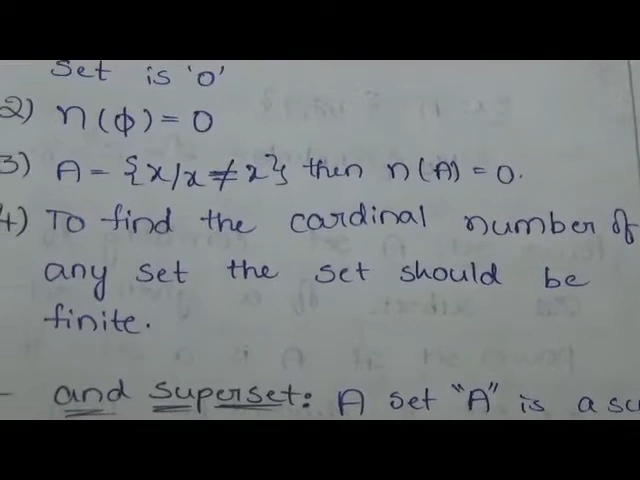 Set is '0'
2) n(ϕ) = 0
3) A = {x/x ≠ x} then n(A) = 0.
4) To find the cardinal number of
any set the set should be
finite.
and superset: A set "A" is a